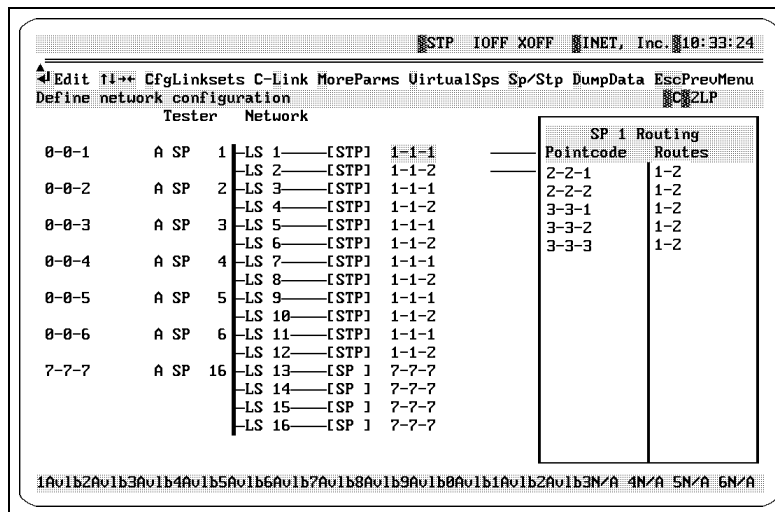 STP IOFF XOFF INET, Inc. 10:33:24
Edit ↑↓→← CfgLinksets C-Link MoreParms VirtualSps Sp/Stp DumpData EscPrevMenu
Define network configuration C 2LP
Tester Network
SP 1 Routing
Pointcode Routes
0-0-1 A SP 1 LS 1 [STP] 1-1-1
LS 2 [STP] 1-1-2 2-2-1 1-2
0-0-2 A SP 2 LS 3 [STP] 1-1-1 2-2-2 1-2
LS 4 [STP] 1-1-2 3-3-1 1-2
0-0-3 A SP 3 LS 5 [STP] 1-1-1 3-3-2 1-2
LS 6 [STP] 1-1-2 3-3-3 1-2
0-0-4 A SP 4 LS 7 [STP] 1-1-1
LS 8 [STP] 1-1-2
0-0-5 A SP 5 LS 9 [STP] 1-1-1
LS 10 [STP] 1-1-2
0-0-6 A SP 6 LS 11 [STP] 1-1-1
LS 12 [STP] 1-1-2
7-7-7 A SP 16 LS 13 [SP ] 7-7-7
LS 14 [SP ] 7-7-7
LS 15 [SP ] 7-7-7
LS 16 [SP ] 7-7-7
1Avlb2Avlb3Avlb4Avlb5Avlb6Avlb7Avlb8Avlb9Avlb0Avlb1Avlb2Avlb3N/A 4N/A 5N/A 6N/A